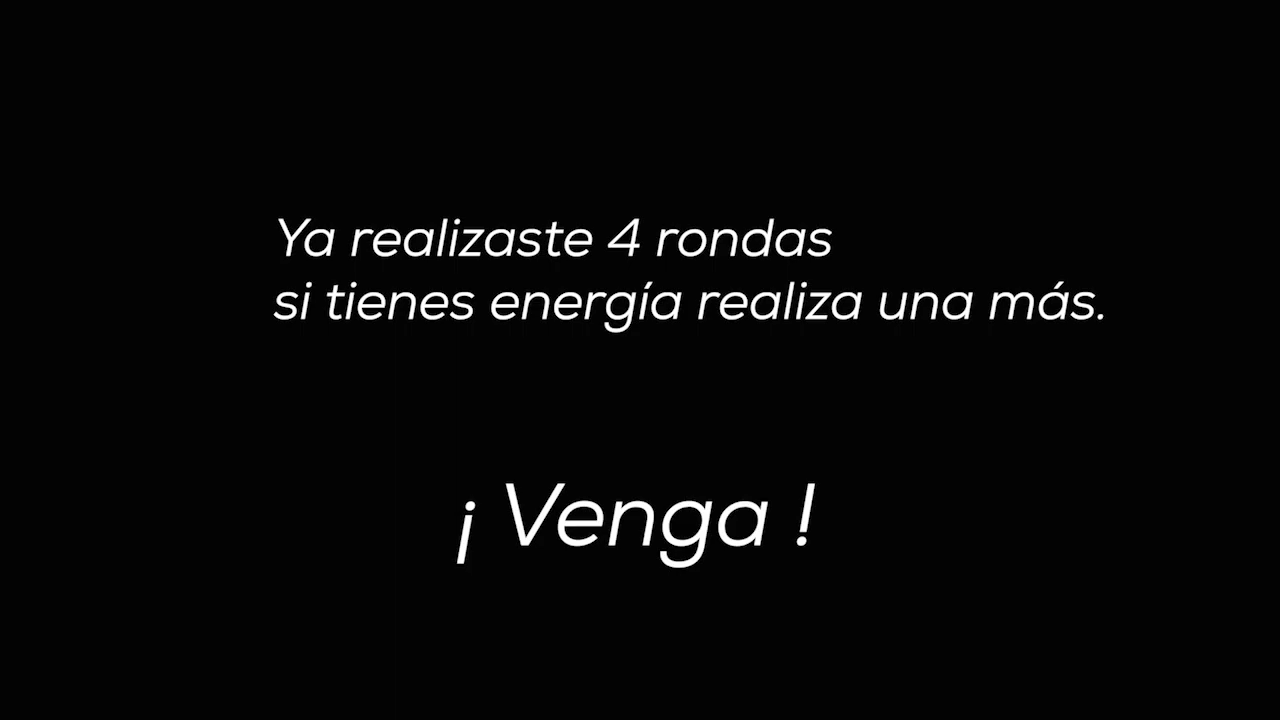 Ya realizaste 4 rondas
si tienes energía realiza una más.
¡ Venga !